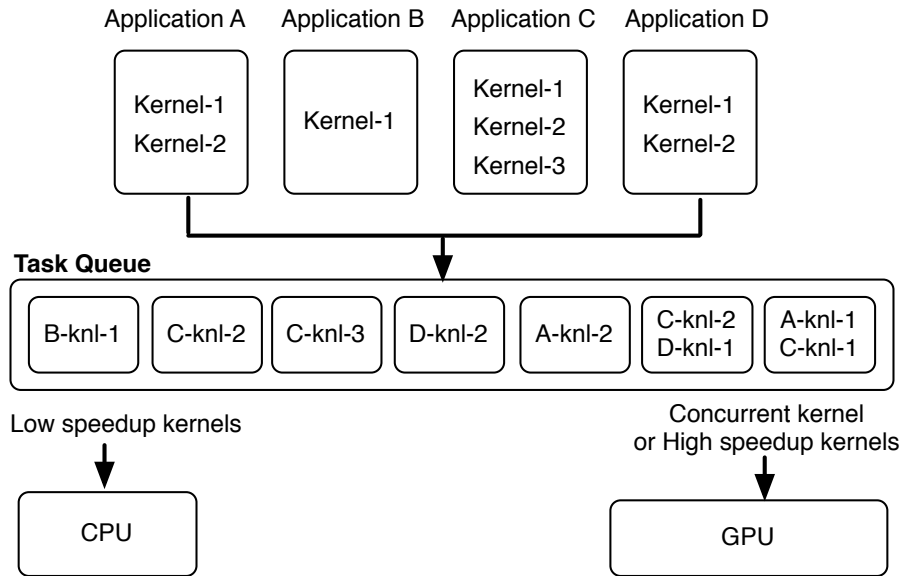 Application A
Application B
Application C
Application D
Kernel-1
Kernel-2
Kernel-1
Kernel-1
Kernel-2
Kernel-3
Kernel-1
Kernel-2
Task Queue
B-knl-1
C-knl-2
C-knl-3
D-knl-2
A-knl-2
C-knl-2
D-knl-1
A-knl-1
C-knl-1
Low speedup kernels
Concurrent kernel
or High speedup kernels
CPU
GPU